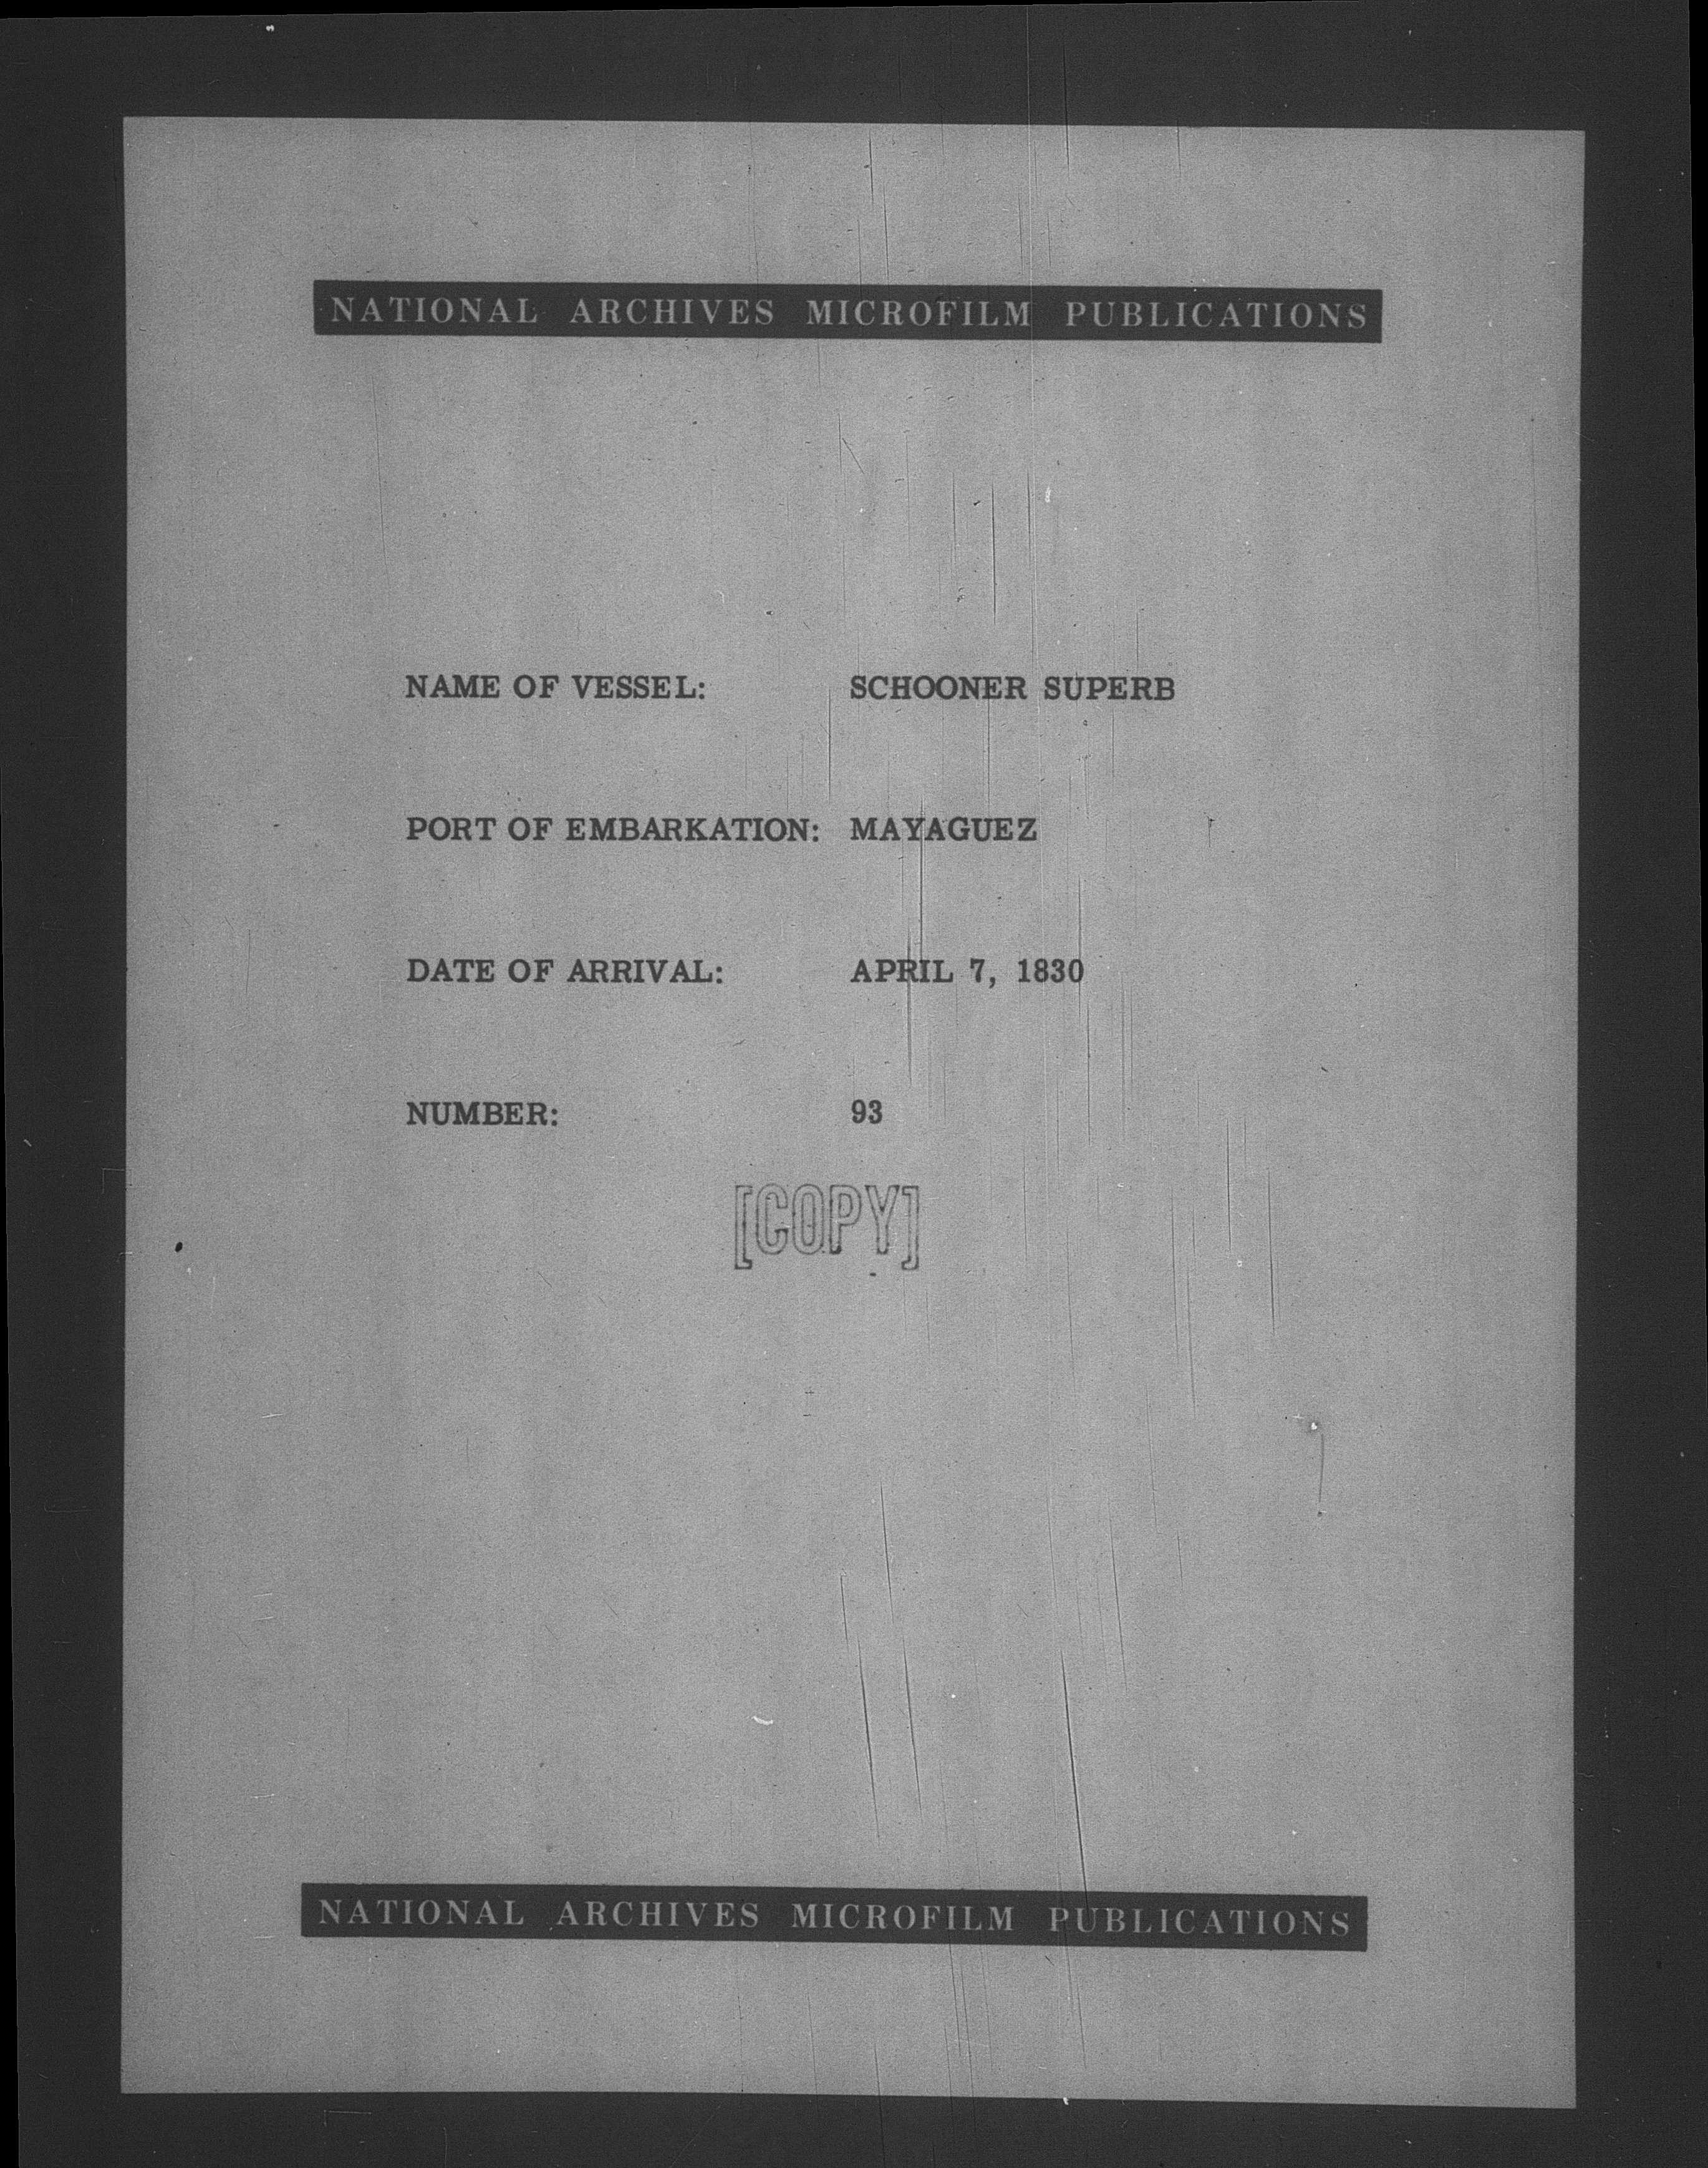 NATIONAL ARCHIVES MICROFILM PUBLICATIONS
NAME OF VESSEL: SCHOONER SUPERB
PORT OF EMBARKATION: MAYAGUEZ
DATE OF ARRIVAL: APRIL 7, 1830
NUMBER: 93
[COPY]
NATIONAL ARCHIVES MICROFILM PUBLICATIONS